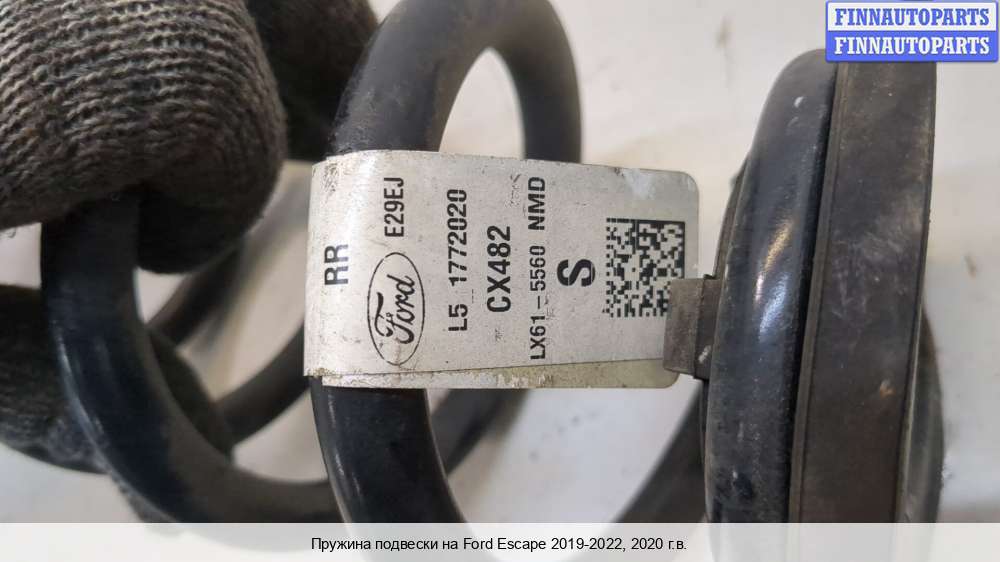 FINNAUTOPARTS
FINNAUTOPARTS
RR
Ford
E29EJ
L5 1772020
CX482
LX61-5560 NMD
S
Пружина подвески на Ford Escape 2019-2022, 2020 г.в.